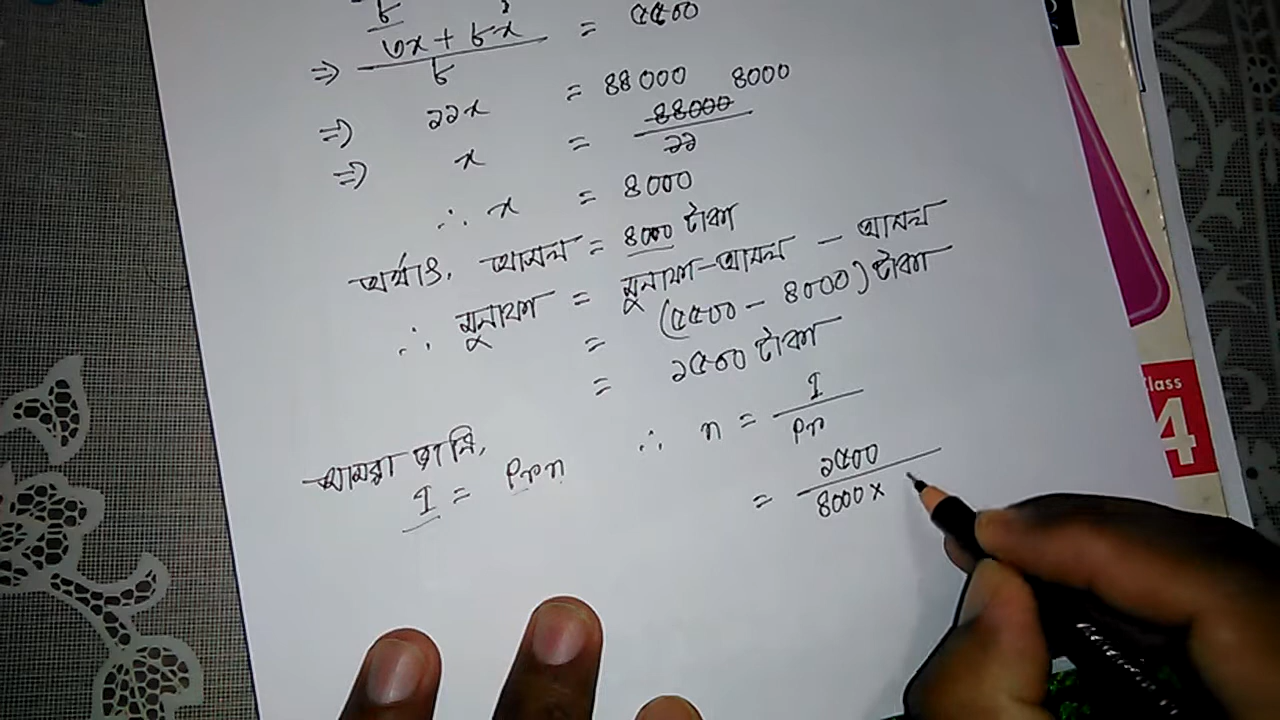 ৮
⇒ ৩x + ৮x = ৫৫০০
৮
⇒ ১১x = ৪৪০০০ ৪০০০
⇒ x = ৪৪০০০
১১
∴ x = ৪০০০
অর্থাৎ, আসল = ৪০০০ টাকা
∴ মুনাফা = মুনাফা-আসল – আসল
= (৫৫০০ – ৪০০০) টাকা
= ১৫০০ টাকা
আমরা জানি,
I = Prn
∴ n = I
Pr
= ১৫০০
৪০০০ x
Class
4